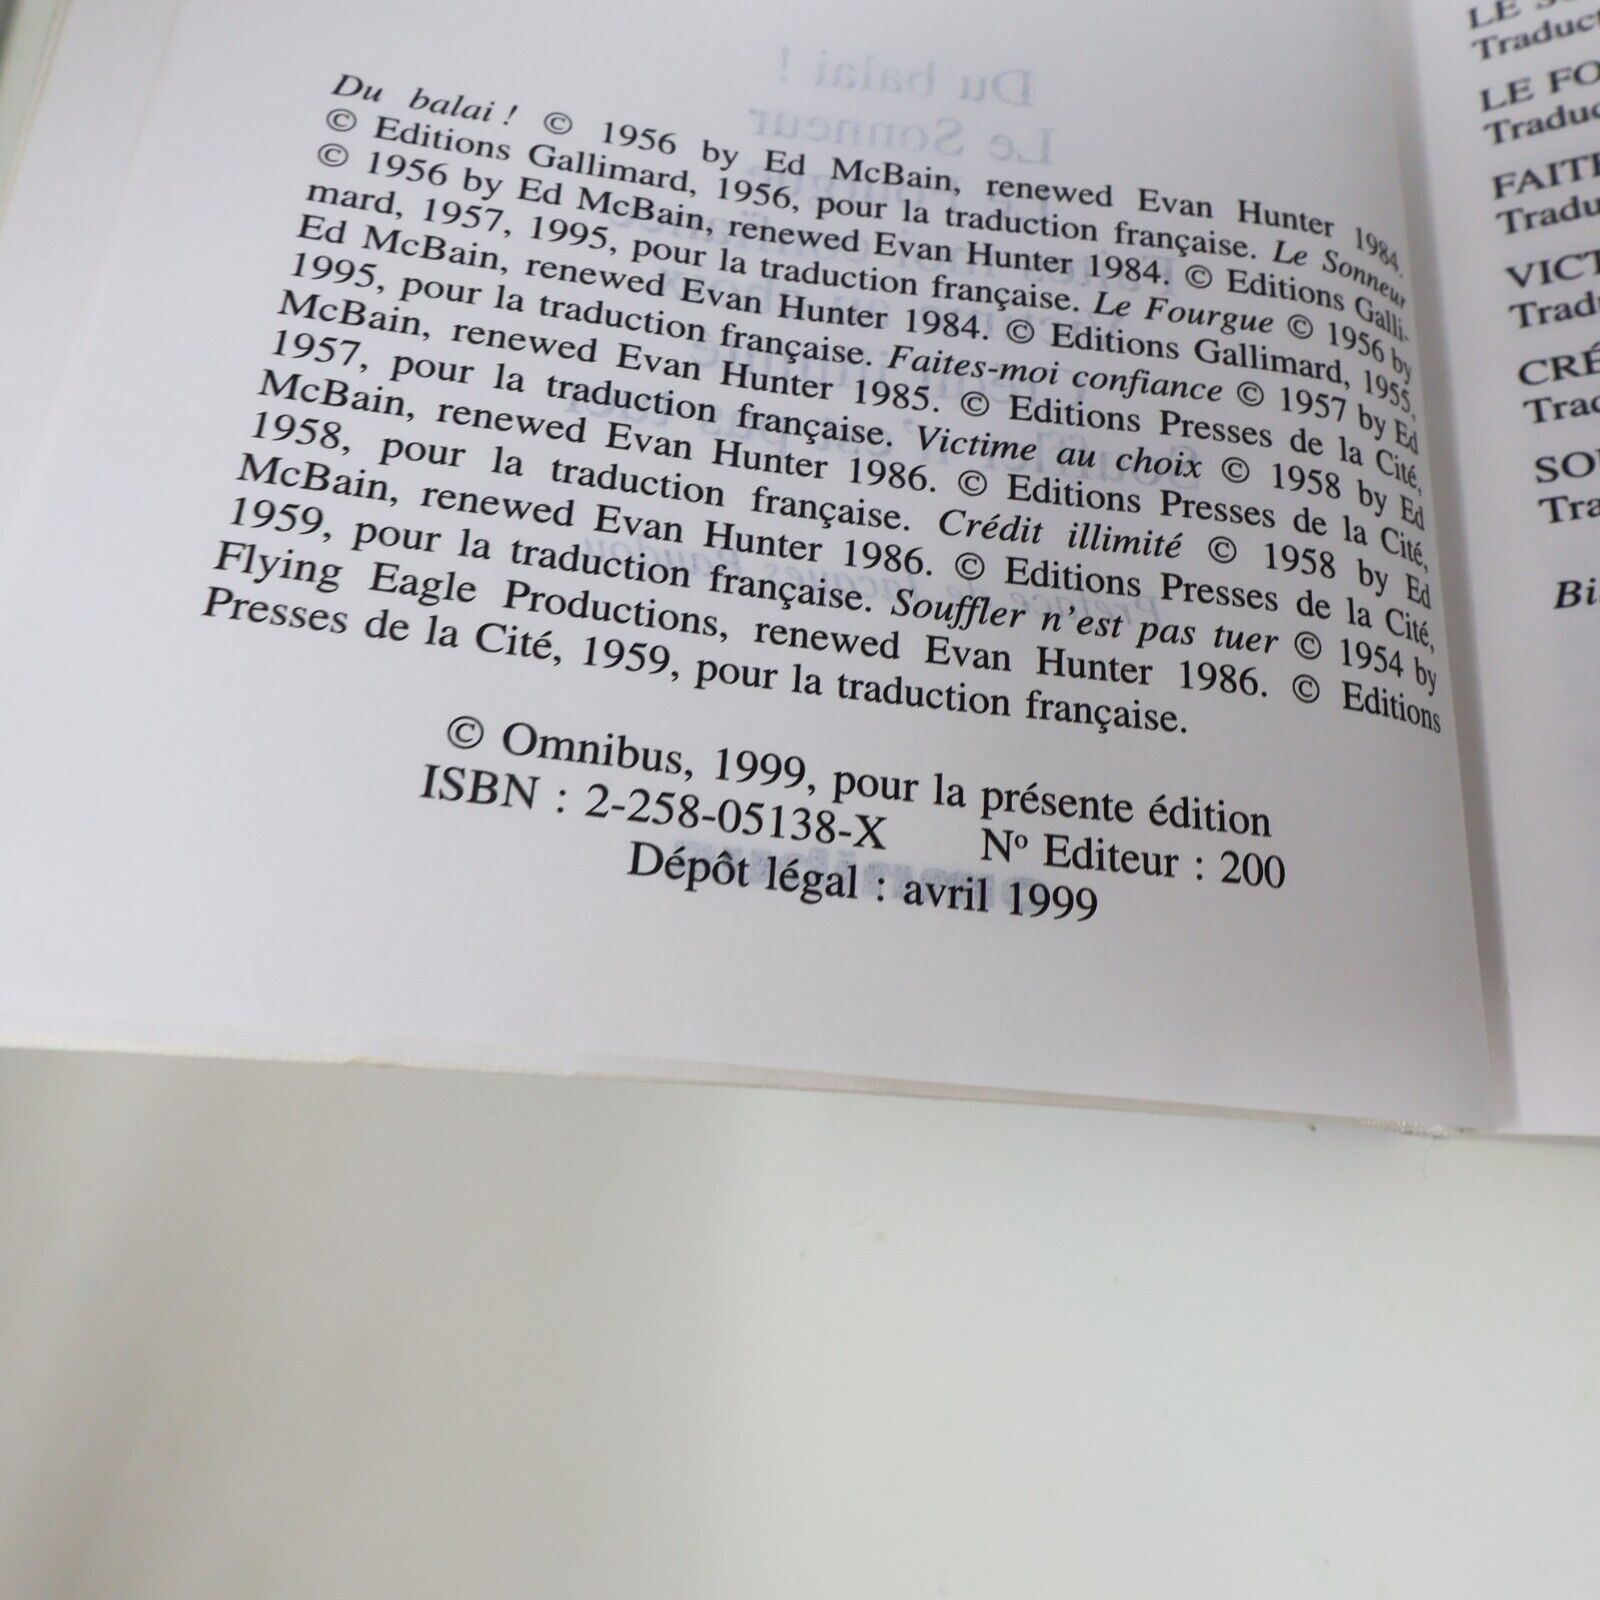 Du balai ! © 1956 by Ed McBain, renewed Evan Hunter 1984.
© Editions Gallimard, 1956, pour la traduction française. Le Sonneur
© 1956 by Ed McBain, renewed Evan Hunter 1984. © Editions Galli-
mard, 1957, 1995, pour la traduction française. Le Fourgue © 1956 by
Ed McBain, renewed Evan Hunter 1984. © Editions Gallimard, 1955,
1995, pour la traduction française. Faites-moi confiance © 1957 by Ed
McBain, renewed Evan Hunter 1985. © Editions Presses de la Cité,
1957, pour la traduction française. Victime au choix © 1958 by Ed
McBain, renewed Evan Hunter 1986. © Editions Presses de la Cité,
1958, pour la traduction française. Crédit illimité © 1958 by Ed
McBain, renewed Evan Hunter 1986. © Editions Presses de la Cité,
1959, pour la traduction française. Souffler n'est pas tuer © 1954 by
Flying Eagle Productions, renewed Evan Hunter 1986. © Editions
Presses de la Cité, 1959, pour la traduction française.
© Omnibus, 1999, pour la présente édition
ISBN : 2-258-05138-X Nº Editeur : 200
Dépôt légal : avril 1999
LE
Traduct
LE FO
Traduc
FAITE
Tradu
VICT
Trad
CRÉ
Trad
SOU
Tra
Bi